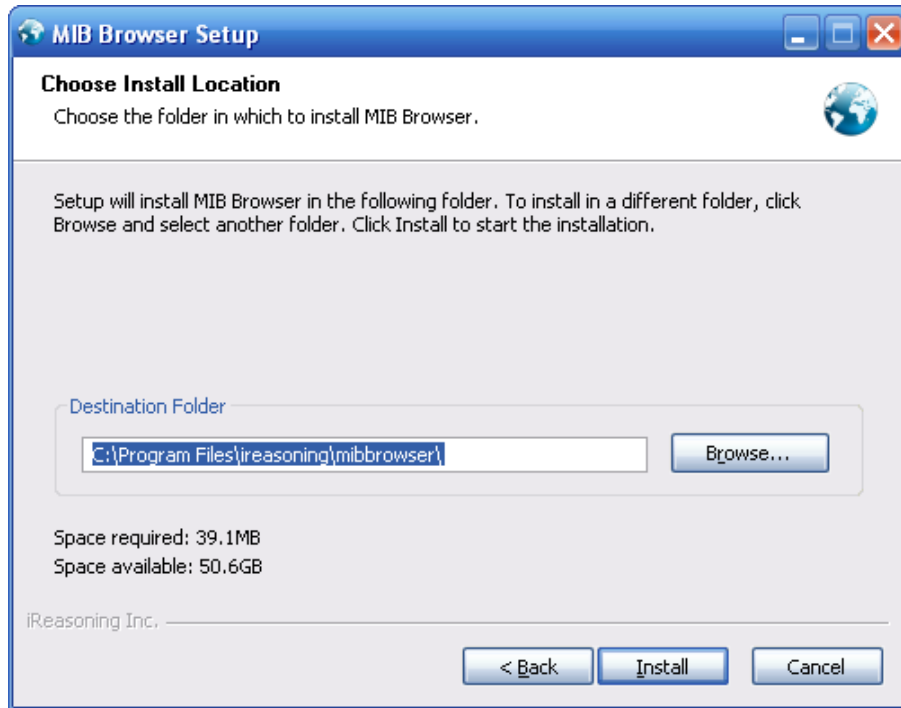 MIB Browser Setup
Choose Install Location
Choose the folder in which to install MIB Browser.
Setup will install MIB Browser in the following folder. To install in a different folder, click
Browse and select another folder. Click Install to start the installation.
Destination Folder
C:\Program Files\ireasoning\mibbrowser\
Browse...
Space required: 39.1MB
Space available: 50.6GB
iReasoning Inc.
< Back
Install
Cancel